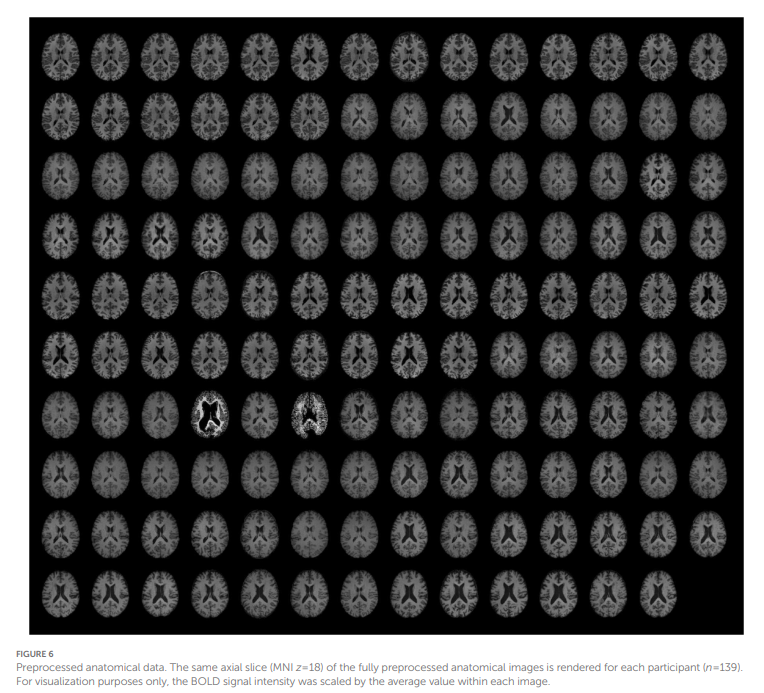 FIGURE 6
Preprocessed anatomical data. The same axial slice (MNI z=18) of the fully preprocessed anatomical images is rendered for each participant (n=139).
For visualization purposes only, the BOLD signal intensity was scaled by the average value within each image.